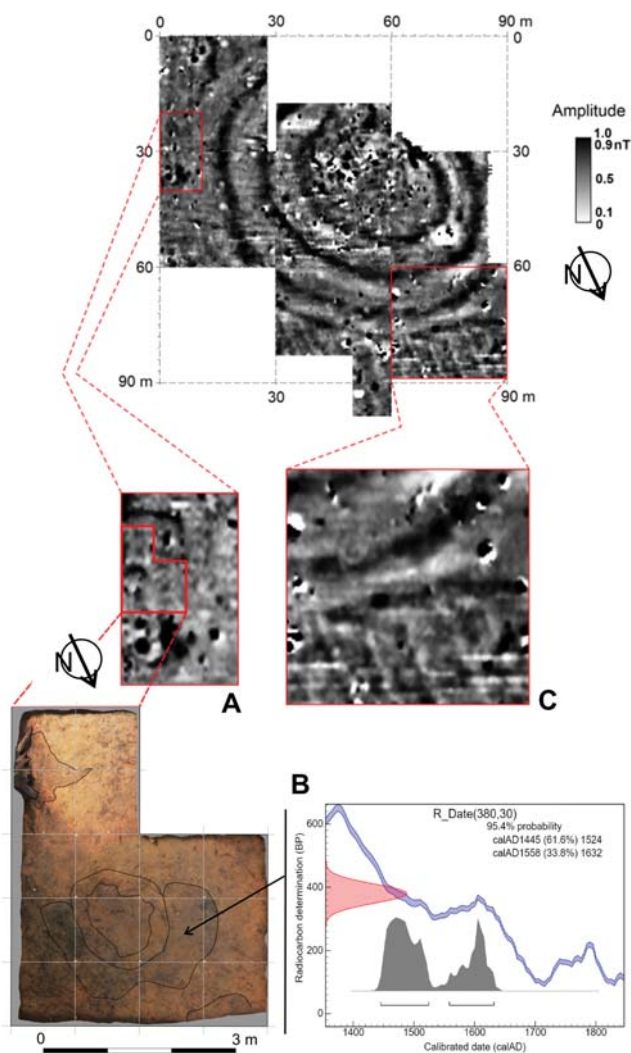 0 30 60 90 m
0 0
Amplitude
1.0
0.9 nT
0.5
0.1
0
30 30
N
60 60
90 m
30 60 90 m
N
A
C
B
R_Date(380,30)
95.4% probability
calAD1445 (61.6%) 1524
calAD1558 (33.8%) 1632
Radiocarbon determination (BP)
600
400
200
0
1400 1500 1600 1700 1800
Calibrated date (calAD)
0 3 m